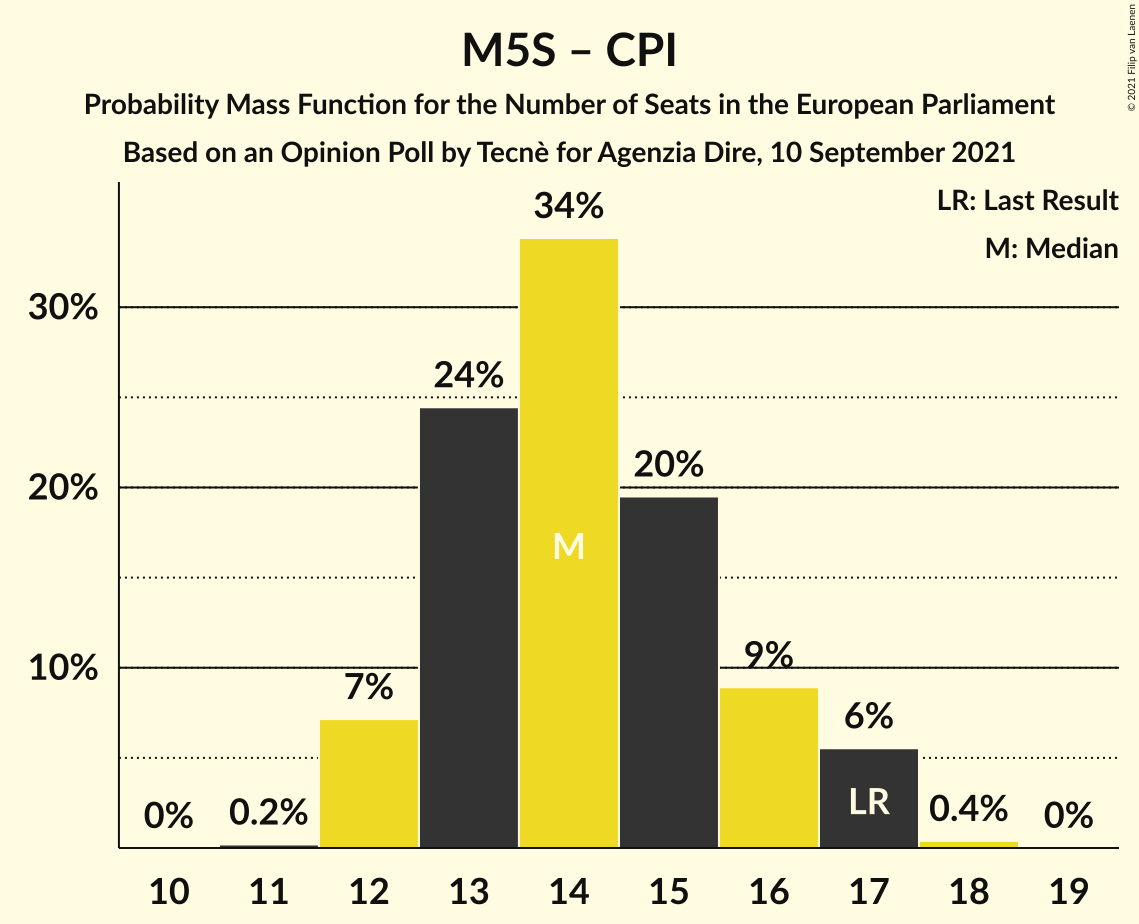 M5S – CPI
Probability Mass Function for the Number of Seats in the European Parliament
Based on an Opinion Poll by Tecnè for Agenzia Dire, 10 September 2021
© 2021 Filip van Laenen
LR: Last Result
M: Median
34%
30%
24%
20%
20%
M
10%
9%
7%
6%
LR
0%
0.2%
0.4%
0%
10 11 12 13 14 15 16 17 18 19